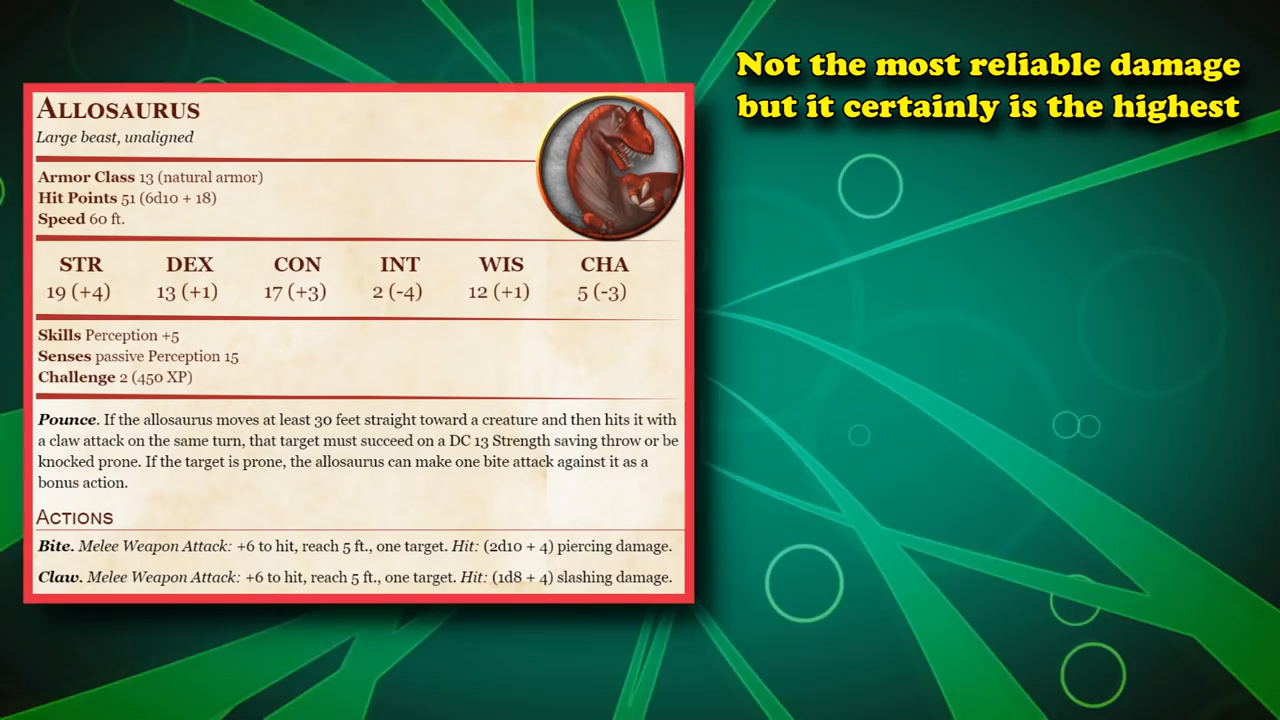 Not the most reliable damage
but it certainly is the highest
ALLOSAURUS
Large beast, unaligned
Armor Class 13 (natural armor)
Hit Points 51 (6d10 + 18)
Speed 60 ft.
STR DEX CON INT WIS CHA
19 (+4) 13 (+1) 17 (+3) 2 (-4) 12 (+1) 5 (-3)
Skills Perception +5
Senses passive Perception 15
Challenge 2 (450 XP)
Pounce. If the allosaurus moves at least 30 feet straight toward a creature and then hits it with
a claw attack on the same turn, that target must succeed on a DC 13 Strength saving throw or be
knocked prone. If the target is prone, the allosaurus can make one bite attack against it as a
bonus action.
ACTIONS
Bite. Melee Weapon Attack: +6 to hit, reach 5 ft., one target. Hit: (2d10 + 4) piercing damage.
Claw. Melee Weapon Attack: +6 to hit, reach 5 ft., one target. Hit: (1d8 + 4) slashing damage.